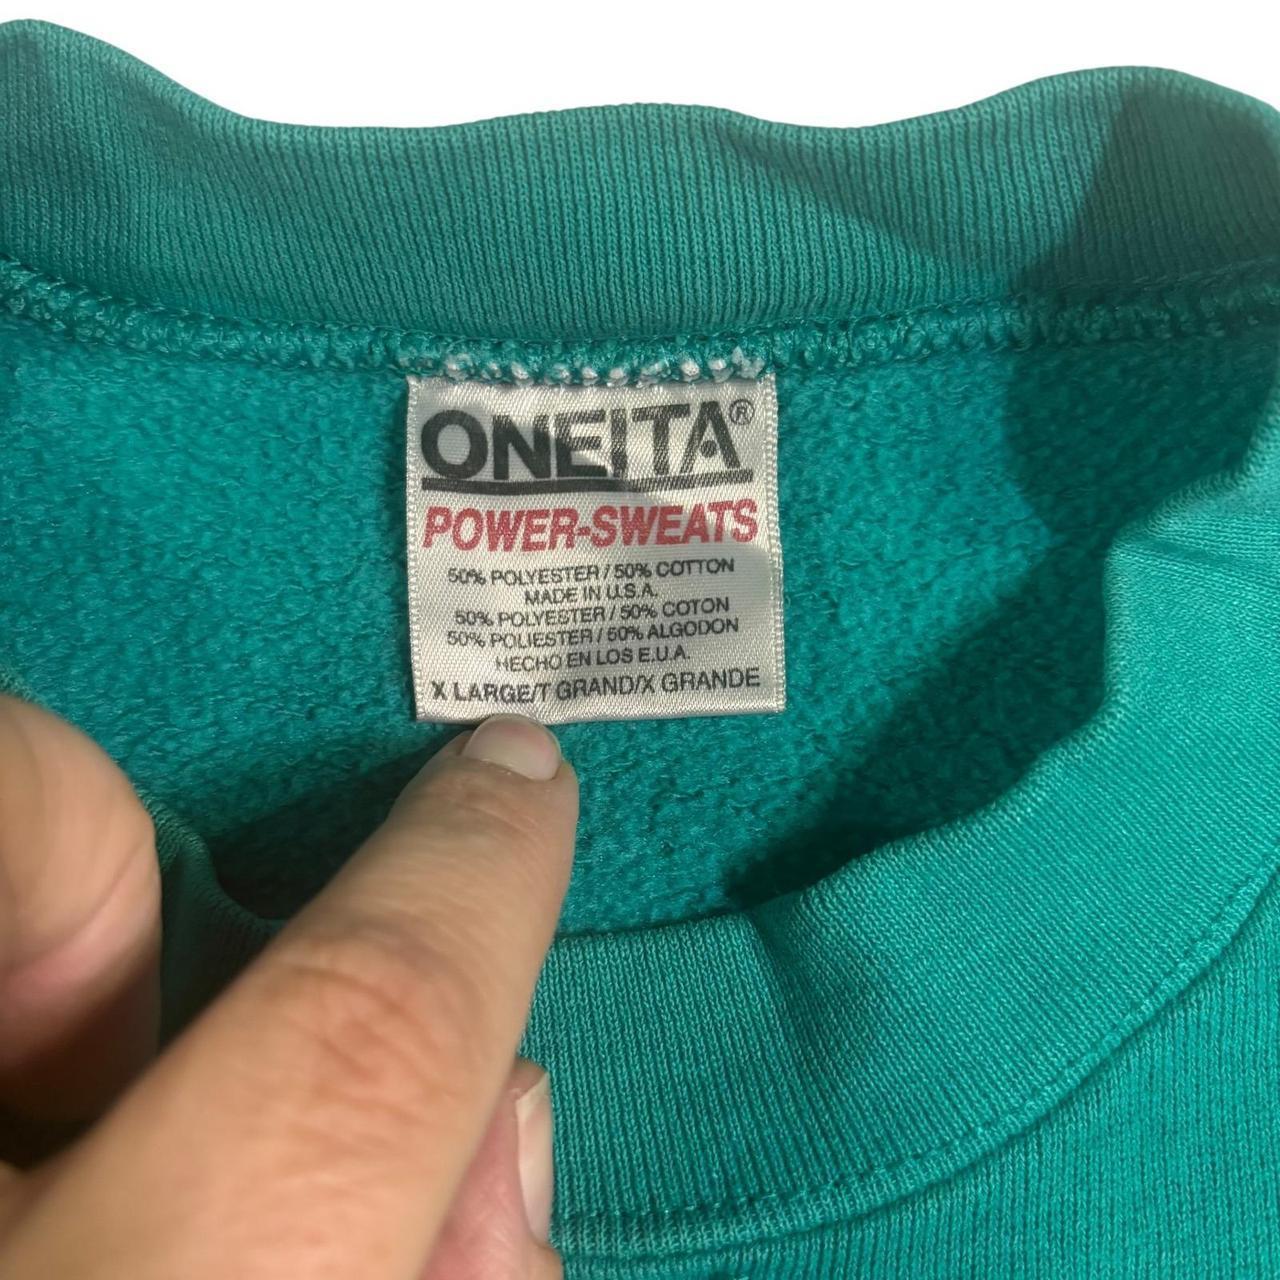 ONEITA®
POWER-SWEATS
50% POLYESTER / 50% COTTON
MADE IN U.S.A.
50% POLYESTER / 50% COTON
50% POLIESTER / 50% ALGODON
HECHO EN LOS E.U.A.
X LARGE/T GRAND/X GRANDE